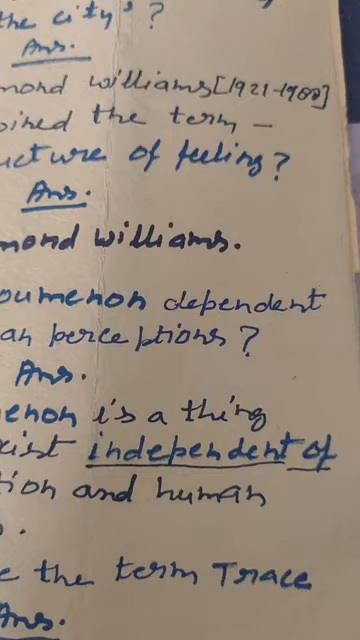 the city'?
Ans.
mond williams [1921-1988]
oined the term –
ucture of feeling?
Ans.
mond williams.
oumenon dependent
an perceptions?
Ans.
enon is a thing
xist independent of
tion and human
.
e the term Trace
Ans.